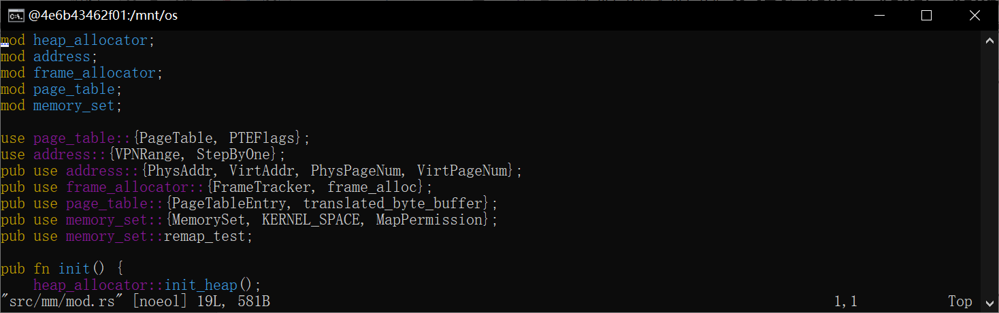 @4e6b43462f01:/mnt/os
mod heap_allocator;
mod address;
mod frame_allocator;
mod page_table;
mod memory_set;
use page_table::{PageTable, PTEFlags};
use address::{VPNRange, StepByOne};
pub use address::{PhysAddr, VirtAddr, PhysPageNum, VirtPageNum};
pub use frame_allocator::{FrameTracker, frame_alloc};
pub use page_table::{PageTableEntry, translated_byte_buffer};
pub use memory_set::{MemorySet, KERNEL_SPACE, MapPermission};
pub use memory_set::remap_test;
pub fn init() {
    heap_allocator::init_heap();
"src/mm/mod.rs" [noeol] 19L, 581B 1,1 Top